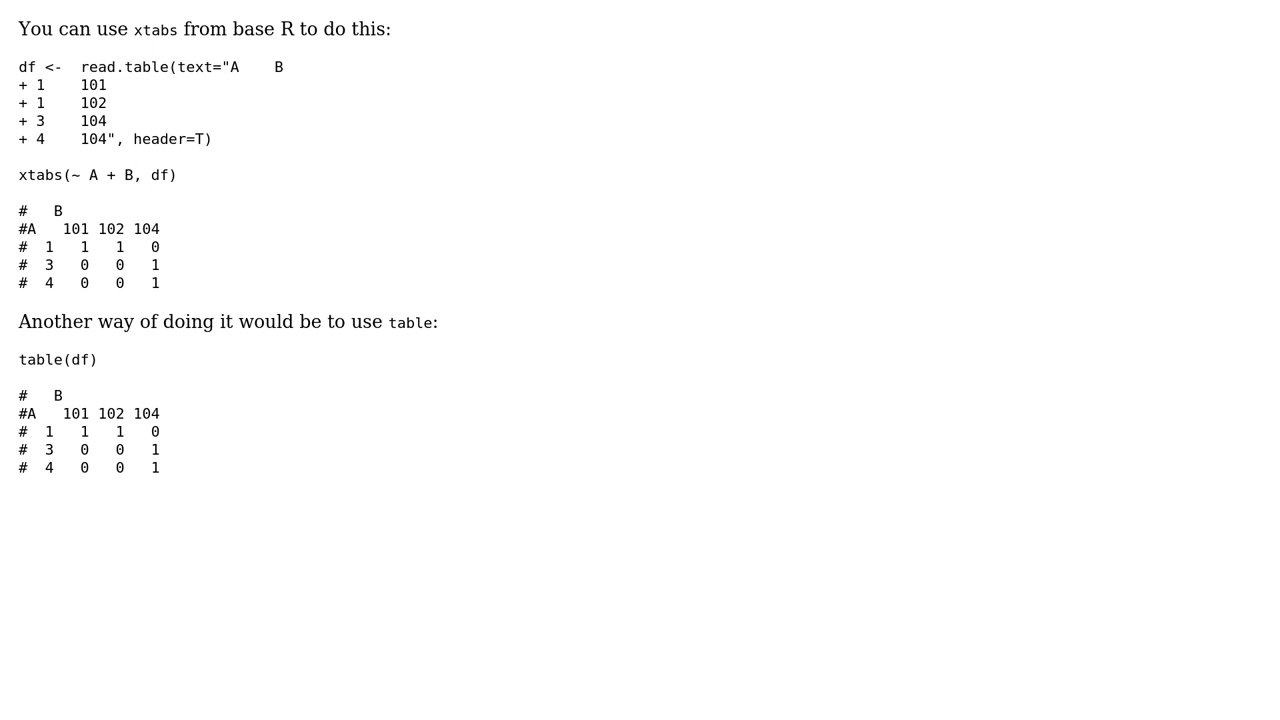 You can use xtabs from base R to do this:
df <-  read.table(text="A    B
+ 1    101
+ 1    102
+ 3    104
+ 4    104", header=T)
xtabs(~ A + B, df)
#   B
#A   101 102 104
#  1   1   1   0
#  3   0   0   1
#  4   0   0   1
Another way of doing it would be to use table:
table(df)
#   B
#A   101 102 104
#  1   1   1   0
#  3   0   0   1
#  4   0   0   1